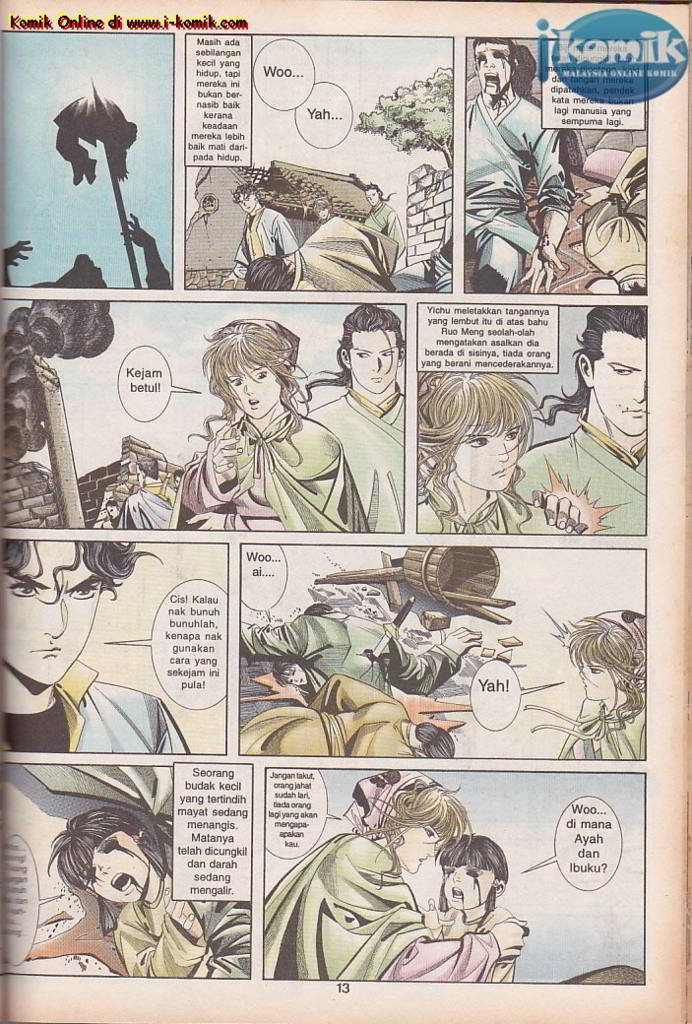 Komik Online di www.i-komik.com
ikomik
MALAYSIA ONLINE KOMIK
Masih ada
sebilangan
kecil yang
hidup, tapi
mereka ini
bukan ber-
nasib baik
kerana
keadaan
mereka lebih
baik mati dari-
pada hidup.
Woo...
Yah...
mereka
dan tangan mereka
dipatahkan, pendek
kata mereka bukan
lagi manusia yang
sempurna lagi.
Kejam
betul!
Yichu meletakkan tangannya
yang lembut itu di atas bahu
Ruo Meng seolah-olah
mengatakan asalkan dia
berada di sisinya, tiada orang
yang berani mencederakannya.
Cis! Kalau
nak bunuh
bunuhlah,
kenapa nak
gunakan
cara yang
sekejam ini
pula!
Woo...
ai....
Yah!
Seorang
budak kecil
yang tertindih
mayat sedang
menangis.
Matanya
telah dicungkil
dan darah
sedang
mengalir.
Jangan takut,
orang jahat
sudah lari,
tiada orang
lagi yang akan
mengapa-
apakan
kau.
Woo...
di mana
Ayah
dan
Ibuku?
13